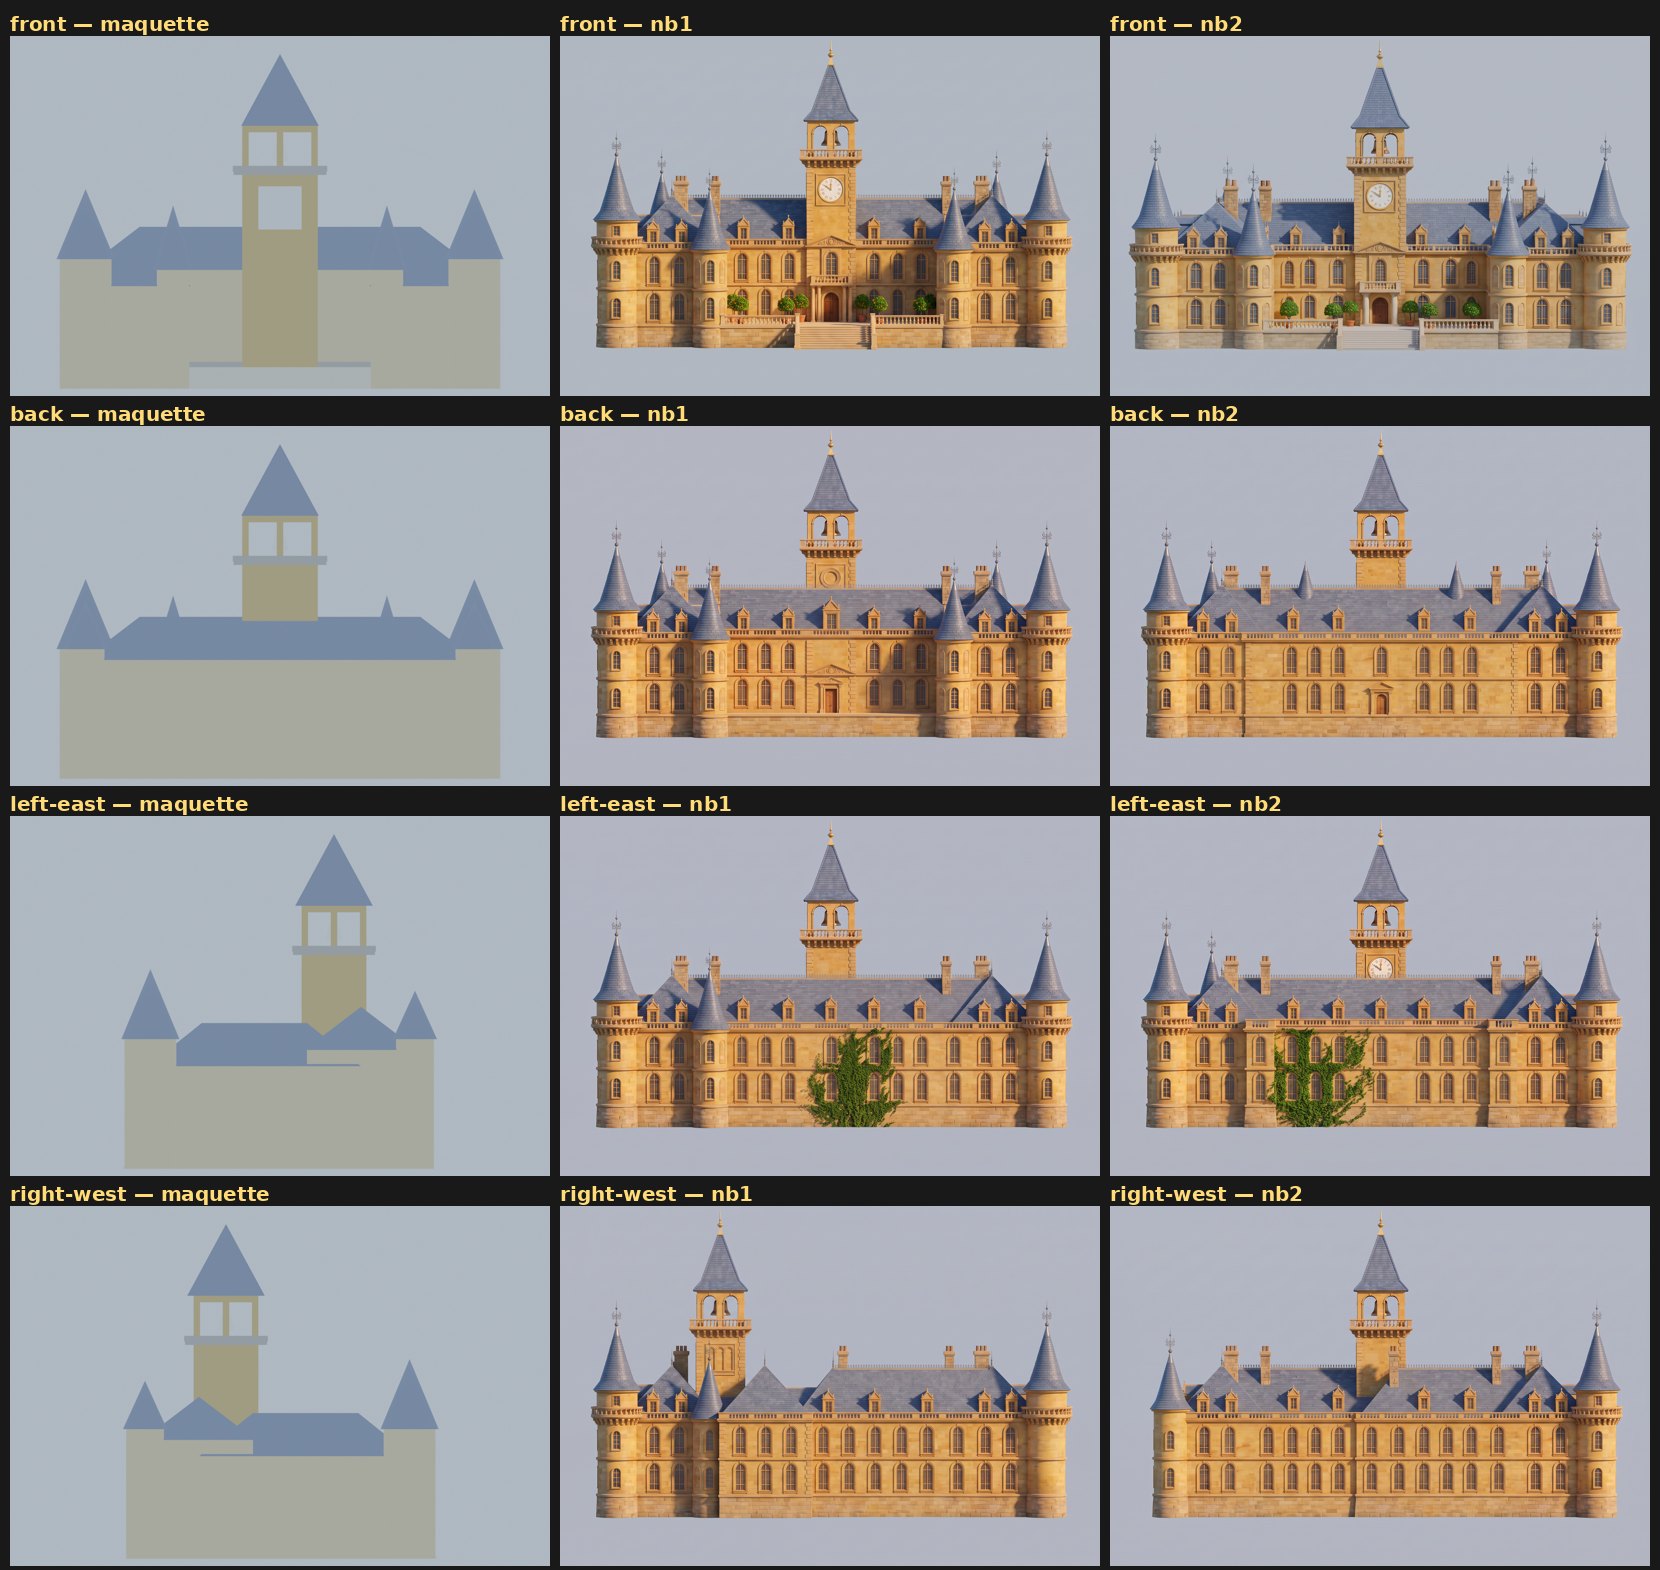 front — maquette
front — nb1
front — nb2
back — maquette
back — nb1
back — nb2
left-east — maquette
left-east — nb1
left-east — nb2
right-west — maquette
right-west — nb1
right-west — nb2